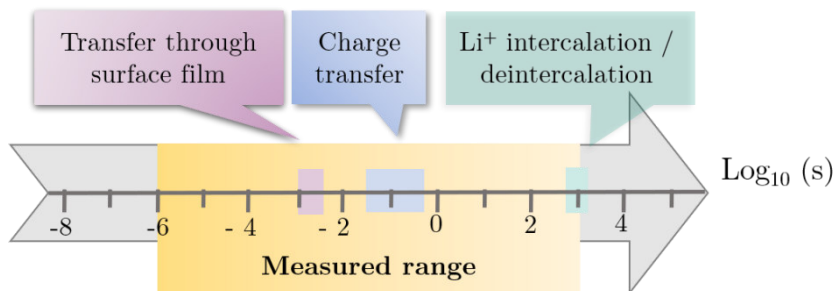 Transfer through
surface film
Charge
transfer
Li⁺ intercalation /
deintercalation
Log₁₀ (s)
-8
-6
- 4
- 2
0
2
4
Measured range